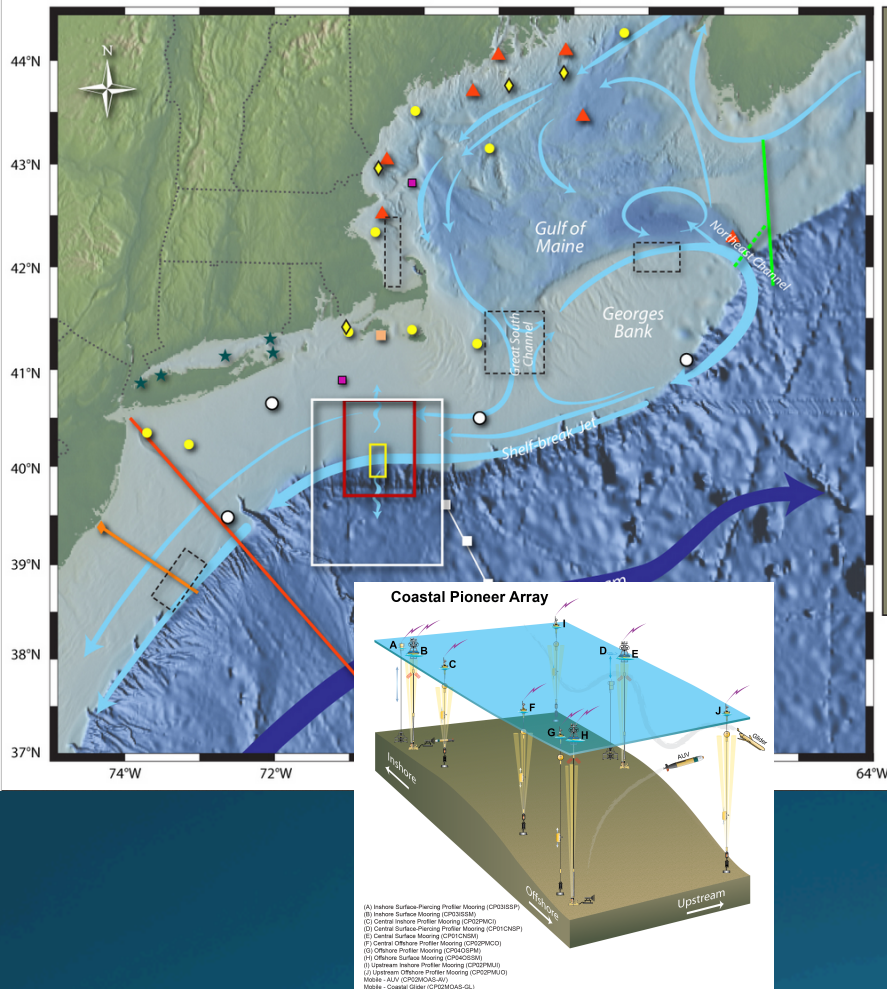 N
44°N
43°N
42°N
41°N
40°N
39°N
38°N
37°N
74°W
72°W
64°W
Gulf of
Maine
Northeast Channel
Georges
Bank
Great South
Channel
Shelf-break Jet
Coastal Pioneer Array
A
B
C
D
E
F
G
H
I
J
Glider
AUV
Inshore
Offshore
Upstream
(A) Inshore Surface-Piercing Profiler Mooring (CP03ISSP)
(B) Inshore Surface Mooring (CP03ISSM)
(C) Central Inshore Profiler Mooring (CP02PMCI)
(D) Central Surface-Piercing Profiler Mooring (CP01CNSP)
(E) Central Surface Mooring (CP01CNSM)
(F) Central Offshore Profiler Mooring (CP02PMCO)
(G) Offshore Profiler Mooring (CP04OSPM)
(H) Offshore Surface Mooring (CP04OSSM)
(I) Upstream Inshore Profiler Mooring (CP02PMUI)
(J) Upstream Offshore Profiler Mooring (CP02PMUO)
Mobile - AUV (CP02MOAS-AV)
Mobile - Coastal Glider (CP02MOAS-GL)